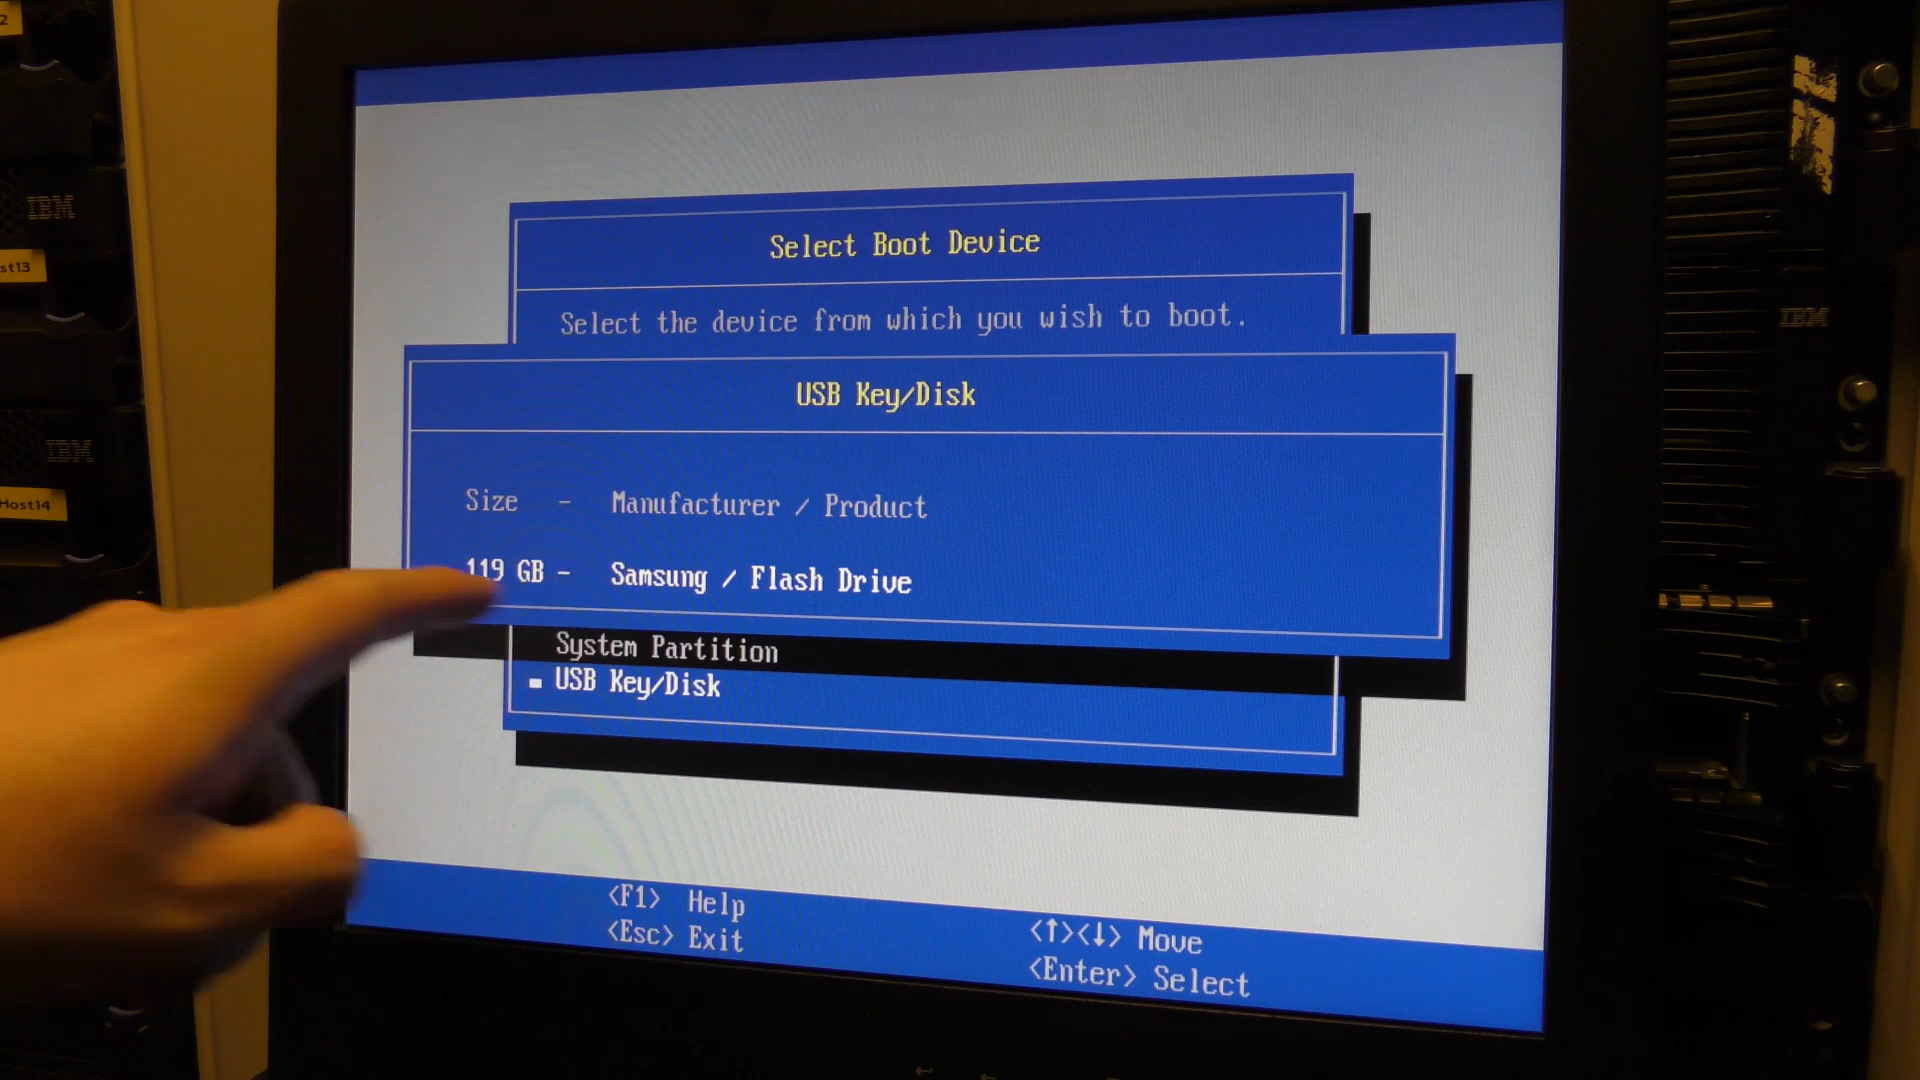 2
IBM
st13
IBM
Host14
Select Boot Device
Select the device from which you wish to boot.
USB Key/Disk
Size - Manufacturer / Product
119 GB - Samsung / Flash Drive
System Partition
USB Key/Disk
<F1> Help
<Esc> Exit
<↑><↓> Move
<Enter> Select
IBM